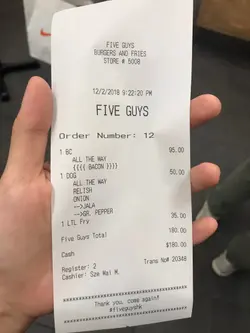 FIVE GUYS
BURGERS AND FRIES
STORE # 5008
12/2/2018 9:22:20 PM
FIVE GUYS
Order Number: 12
1 BC 95.00
ALL THE WAY
{{{{ BACON }}}}
1 DOG 50.00
ALL THE WAY
RELISH
ONION
-->JALA
-->GR. PEPPER
1 LTL Fry 35.00
Five Guys Total 180.00
Cash $180.00
Register: 2 Trans No# 20348
Cashier: Sze Wai M.
Thank you, come again!
#fiveguyshk